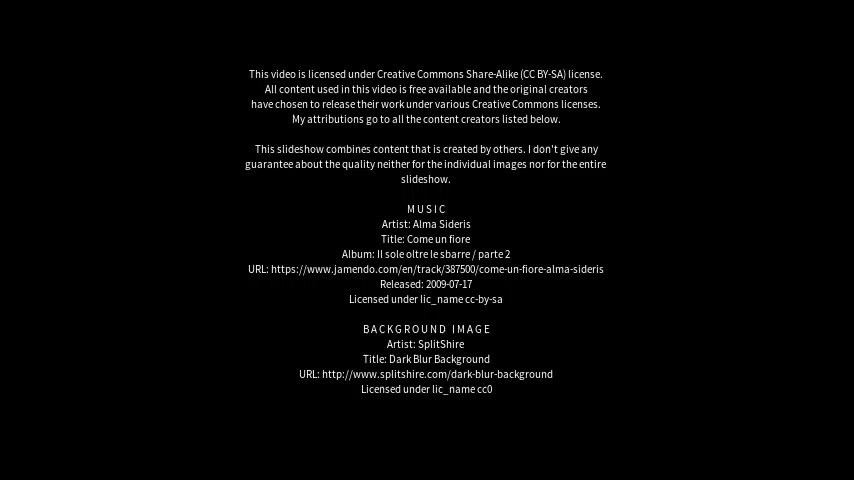 This video is licensed under Creative Commons Share-Alike (CC BY-SA) license.
All content used in this video is free available and the original creators
have chosen to release their work under various Creative Commons licenses.
My attributions go to all the content creators listed below.
This slideshow combines content that is created by others. I don't give any
guarantee about the quality neither for the individual images nor for the entire
slideshow.
MUSIC
Artist: Alma Sideris
Title: Come un fiore
Album: Il sole oltre le sbarre / parte 2
URL: https://www.jamendo.com/en/track/387500/come-un-fiore-alma-sideris
Released: 2009-07-17
Licensed under lic_name cc-by-sa
BACKGROUND IMAGE
Artist: SplitShire
Title: Dark Blur Background
URL: http://www.splitshire.com/dark-blur-background
Licensed under lic_name cc0